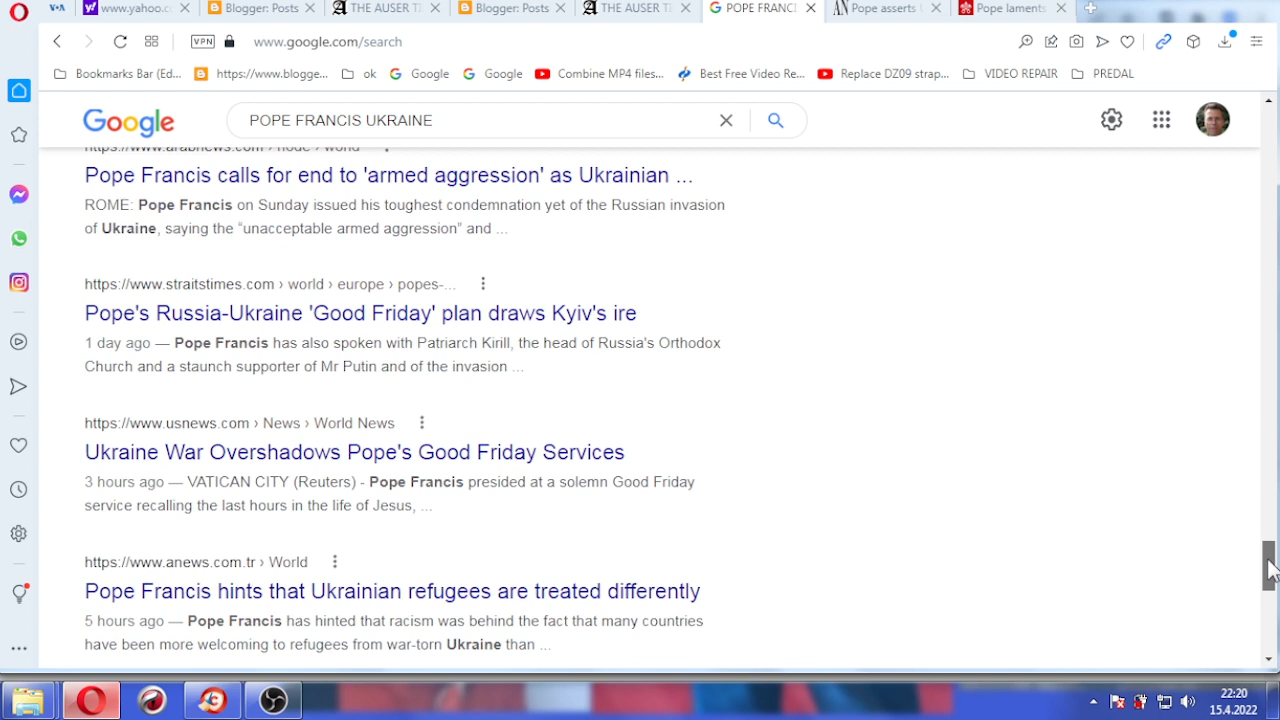 www.yahoo.c
Blogger: Posts
THE AUSER TI
Blogger: Posts
THE AUSER TI
POPE FRANCI
Pope asserts
Pope laments
VPN
www.google.com/search
Bookmarks Bar (Ed...
https://www.blogge...
ok
Google
Google
Combine MP4 files...
Best Free Video Re...
Replace DZ09 strap...
VIDEO REPAIR
PREDAL
Google
POPE FRANCIS UKRAINE
https://www.arabnews.com › node › world
Pope Francis calls for end to 'armed aggression' as Ukrainian ...
ROME: Pope Francis on Sunday issued his toughest condemnation yet of the Russian invasion
of Ukraine, saying the “unacceptable armed aggression” and ...
https://www.straitstimes.com › world › europe › popes-...
Pope's Russia-Ukraine 'Good Friday' plan draws Kyiv's ire
1 day ago — Pope Francis has also spoken with Patriarch Kirill, the head of Russia's Orthodox
Church and a staunch supporter of Mr Putin and of the invasion ...
https://www.usnews.com › News › World News
Ukraine War Overshadows Pope's Good Friday Services
3 hours ago — VATICAN CITY (Reuters) - Pope Francis presided at a solemn Good Friday
service recalling the last hours in the life of Jesus, ...
https://www.anews.com.tr › World
Pope Francis hints that Ukrainian refugees are treated differently
5 hours ago — Pope Francis has hinted that racism was behind the fact that many countries
have been more welcoming to refugees from war-torn Ukraine than ...
22:20
15.4.2022